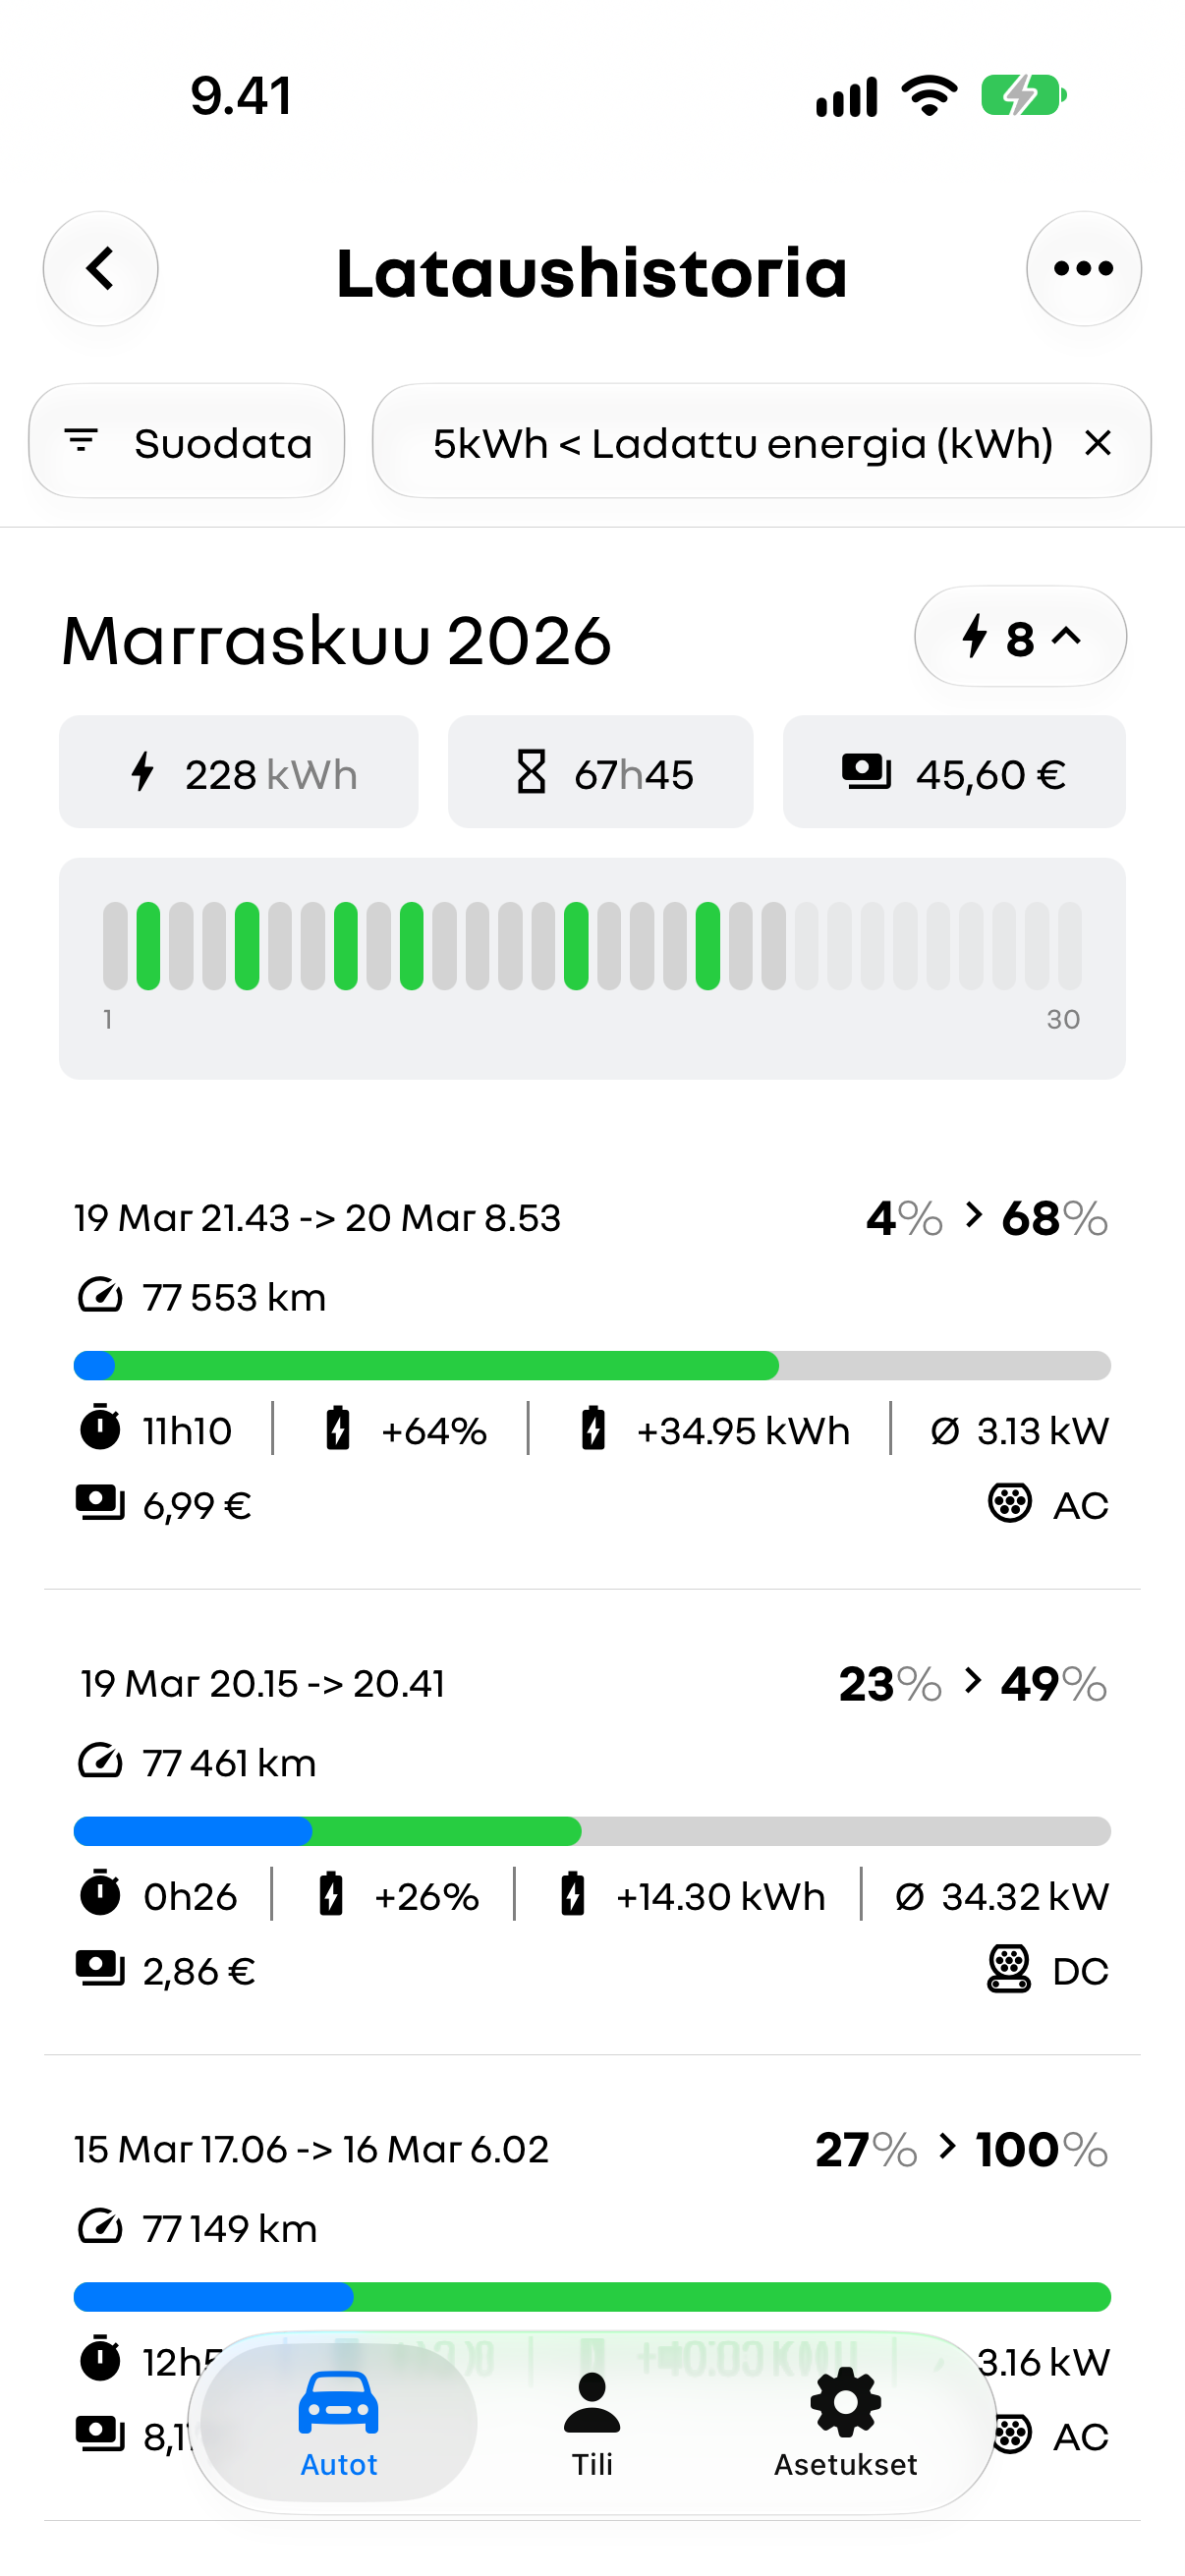 9.41
Lataushistoria
Suodata
5kWh < Ladattu energia (kWh)
Marraskuu 2026
8
228 kWh
67h45
45,60 €
1
30
19 Mar 21.43 -> 20 Mar 8.53
4% > 68%
77 553 km
11h10
+64%
+34.95 kWh
Ø 3.13 kW
6,99 €
AC
19 Mar 20.15 -> 20.41
23% > 49%
77 461 km
0h26
+26%
+14.30 kWh
Ø 34.32 kW
2,86 €
DC
15 Mar 17.06 -> 16 Mar 6.02
27% > 100%
77 149 km
3.16 kW
AC
Autot
Tili
Asetukset